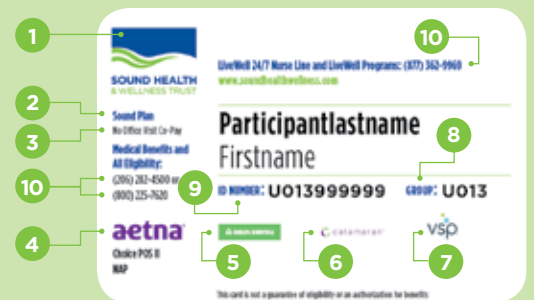 1
10
LiveWell 24/7 Nurse Line and LiveWell Programs: (877) 362-9969
www.soundhealthwellness.com
SOUND HEALTH
& WELLNESS TRUST
2
Sound Plan
3
No Office Visit Co-Pay
Participantlastname
Firstname
Medical Benefits and
All Eligibility:
10
(206) 282-4500 or
(800) 225-7620
9
8
ID NUMBER: U013999999
GROUP: U013
4
aetna
Choice POS II
NAP
DELTA DENTAL
5
catamaran
6
vsp
7
This card is not a guarantee of eligibility or an authorization for benefits